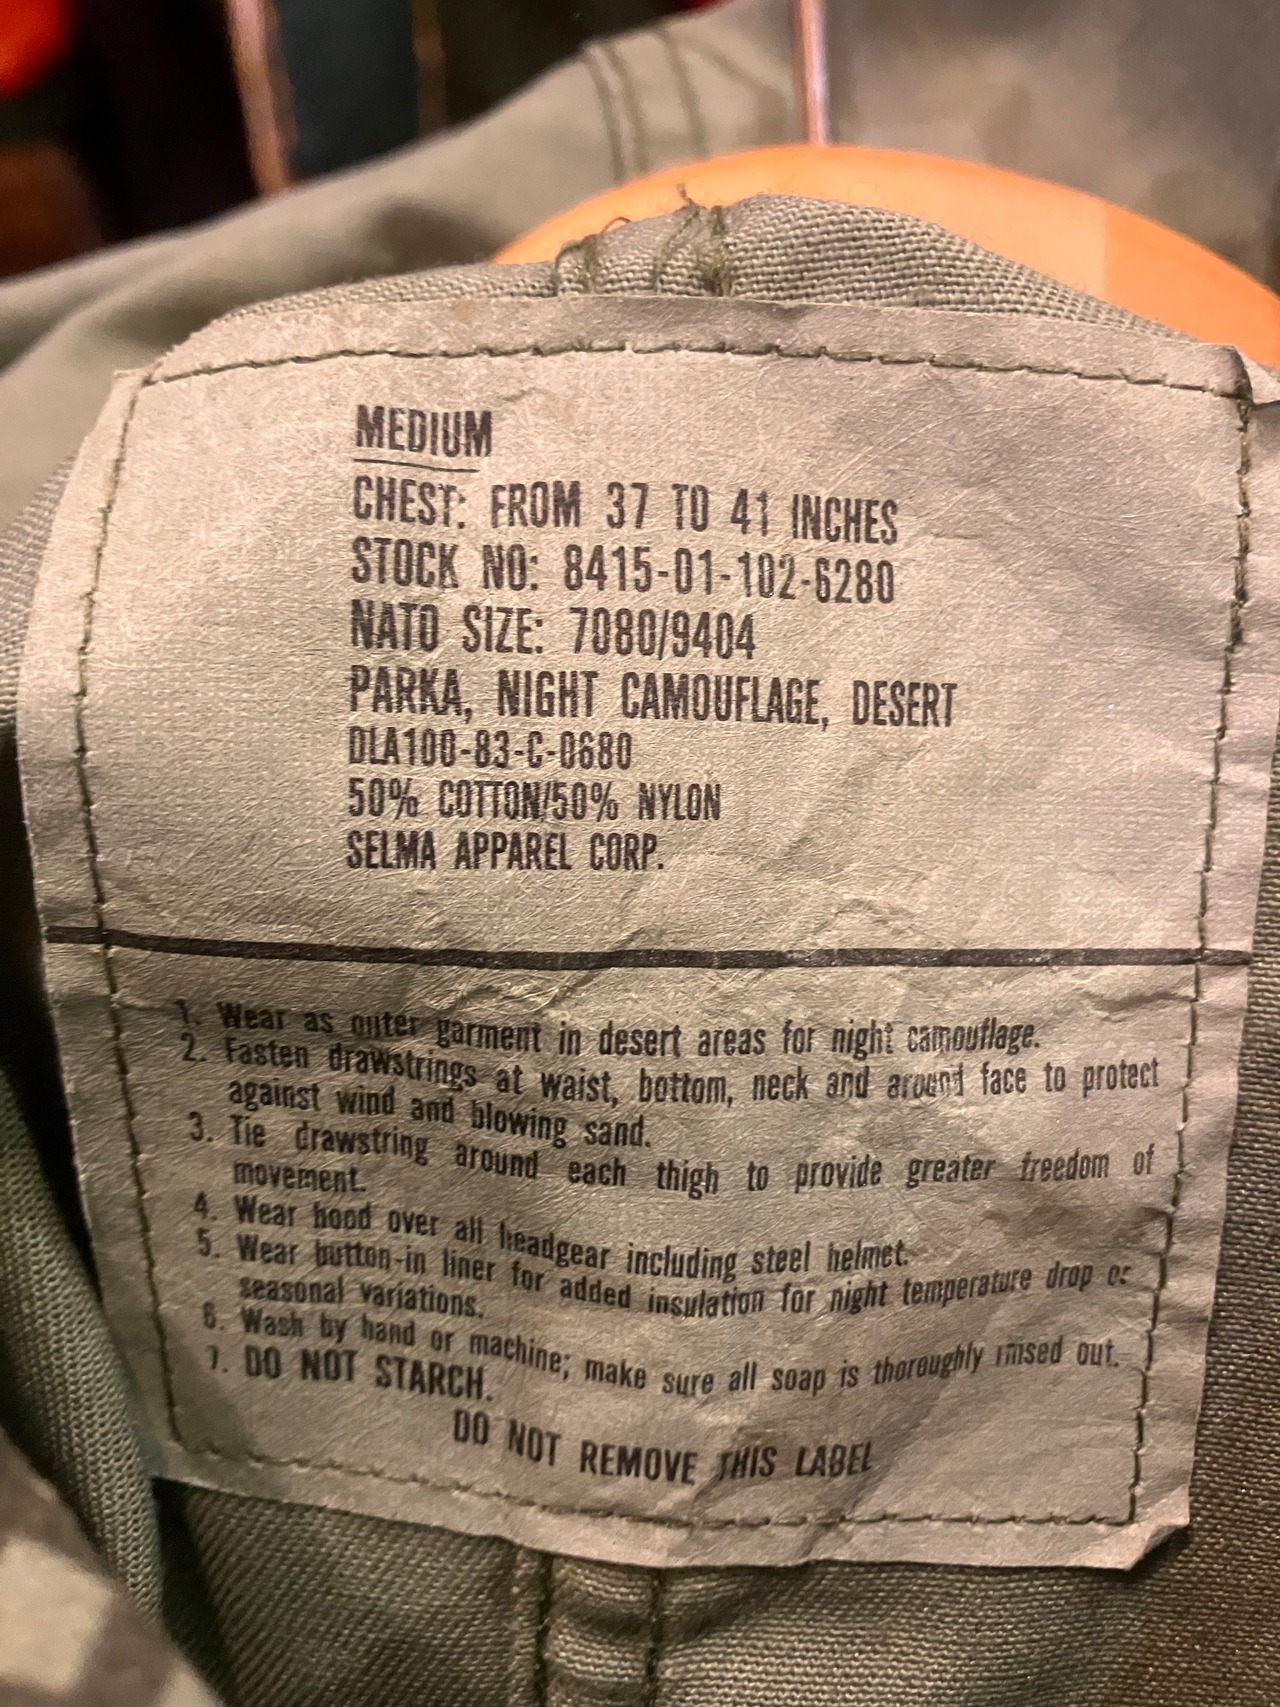 MEDIUM
CHEST: FROM 37 TO 41 INCHES
STOCK NO: 8415-01-102-6280
NATO SIZE: 7080/9404
PARKA, NIGHT CAMOUFLAGE, DESERT
DLA100-83-C-0680
50% COTTON/50% NYLON
SELMA APPAREL CORP.
1. Wear as outer garment in desert areas for night camouflage.
2. Fasten drawstrings at waist, bottom, neck and around face to protect
against wind and blowing sand.
3. Tie drawstring around each thigh to provide greater freedom of
movement.
4. Wear hood over all headgear including steel helmet.
5. Wear button-in liner for added insulation for night temperature drop or
seasonal variations.
6. Wash by hand or machine; make sure all soap is thoroughly rinsed out.
7. DO NOT STARCH.
DO NOT REMOVE THIS LABEL